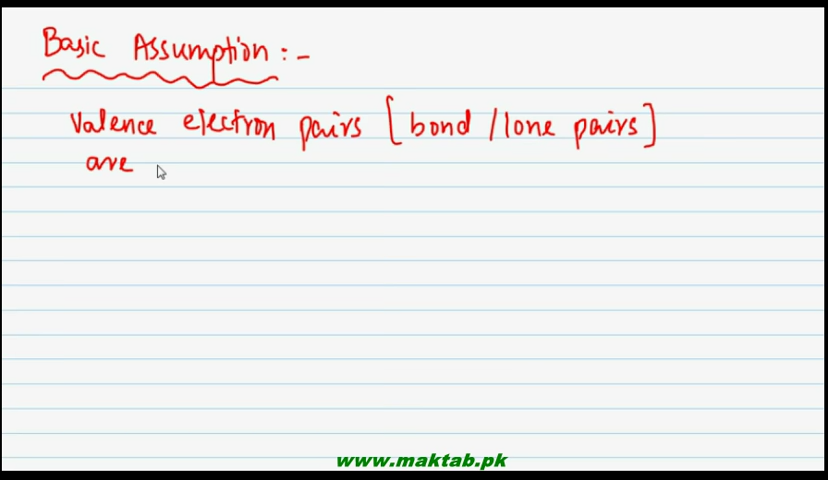 Basic Assumption :-
Valence electron pairs [bond / lone pairs]
are
www.maktab.pk